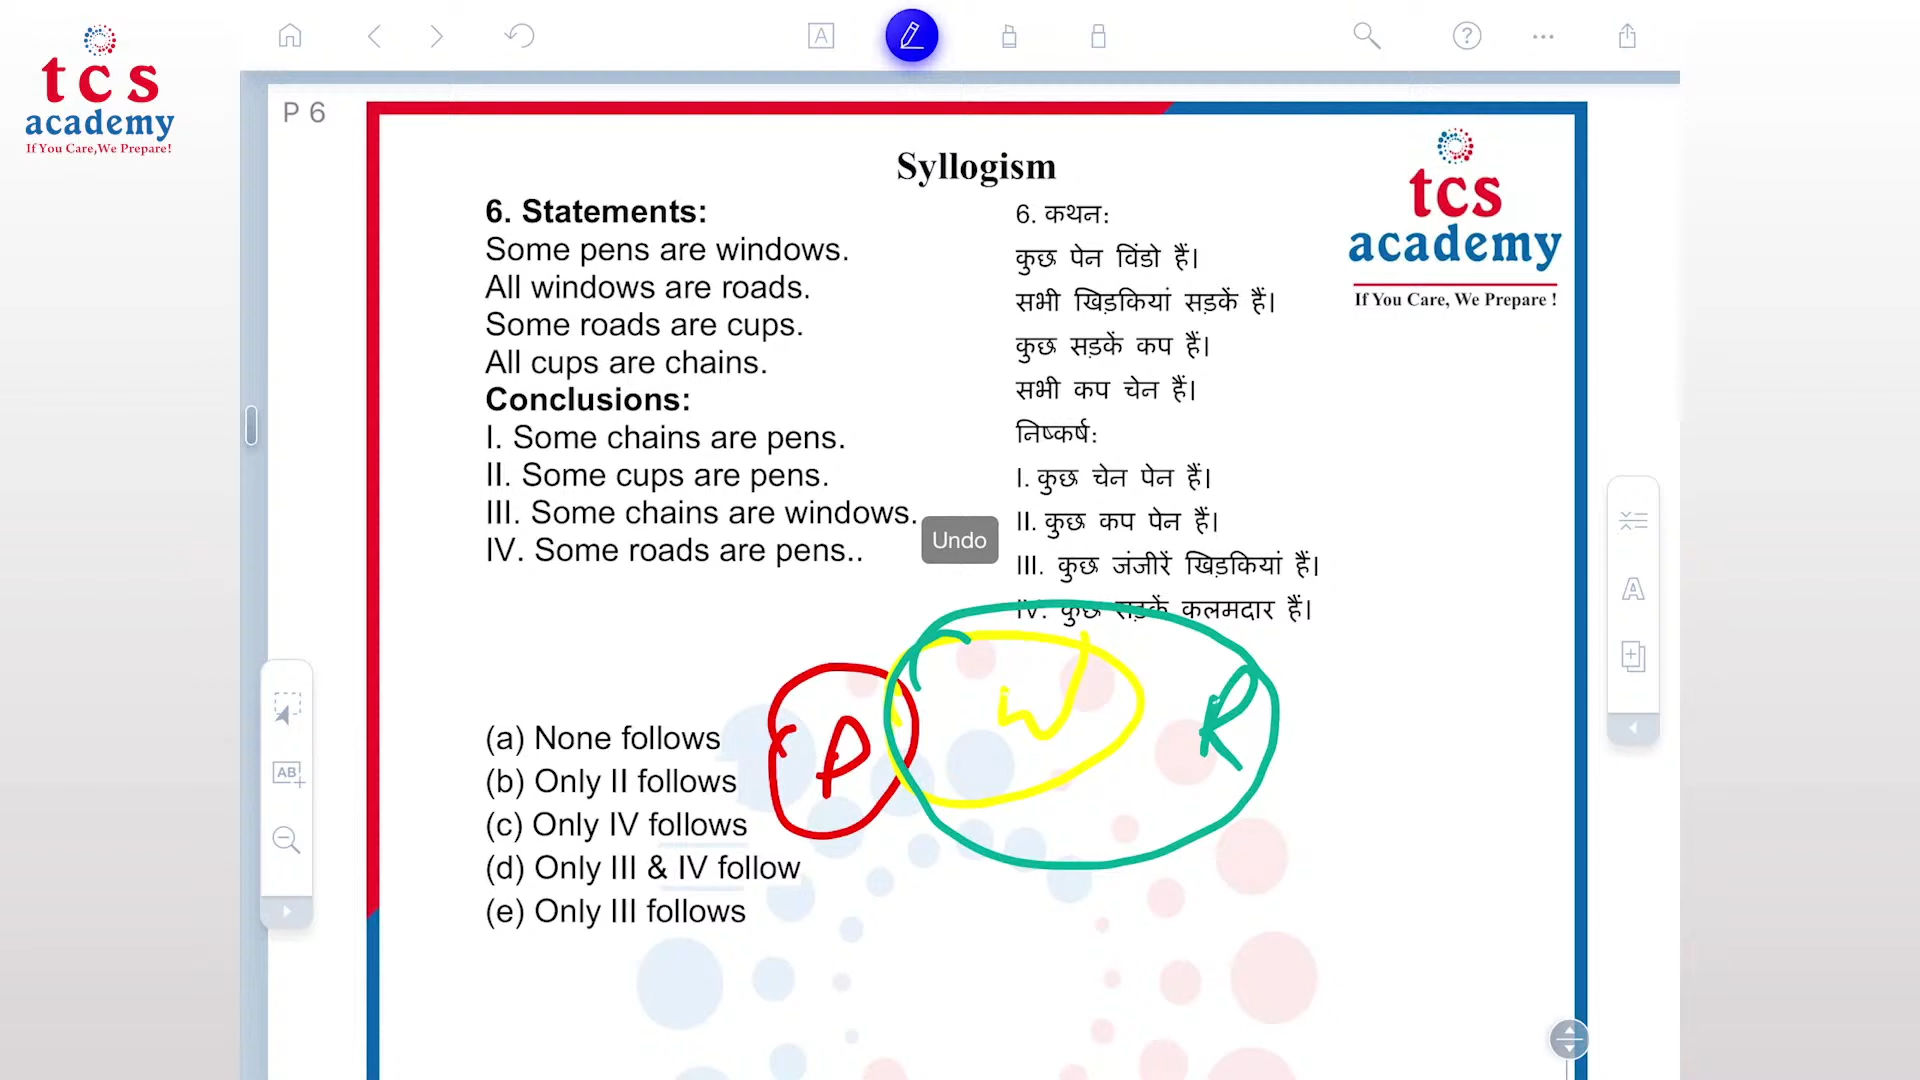 tcs
academy
If You Care,We Prepare!
A
?
P 6
Syllogism
tcs
academy
If You Care, We Prepare !
6. Statements:
Some pens are windows.
All windows are roads.
Some roads are cups.
All cups are chains.
Conclusions:
I. Some chains are pens.
II. Some cups are pens.
III. Some chains are windows.
IV. Some roads are pens..
6. कथन:
कुछ पेन विंडो हैं।
सभी खिड़कियां सड़कें हैं।
कुछ सड़कें कप हैं।
सभी कप चेन हैं।
निष्कर्ष:
I. कुछ चेन पेन हैं।
II. कुछ कप पेन हैं।
III. कुछ जंजीरें खिड़कियां हैं।
IV. कुछ सड़कें कलमदार हैं।
Undo
(a) None follows
(b) Only II follows
(c) Only IV follows
(d) Only III & IV follow
(e) Only III follows
P
W
R
AB
A